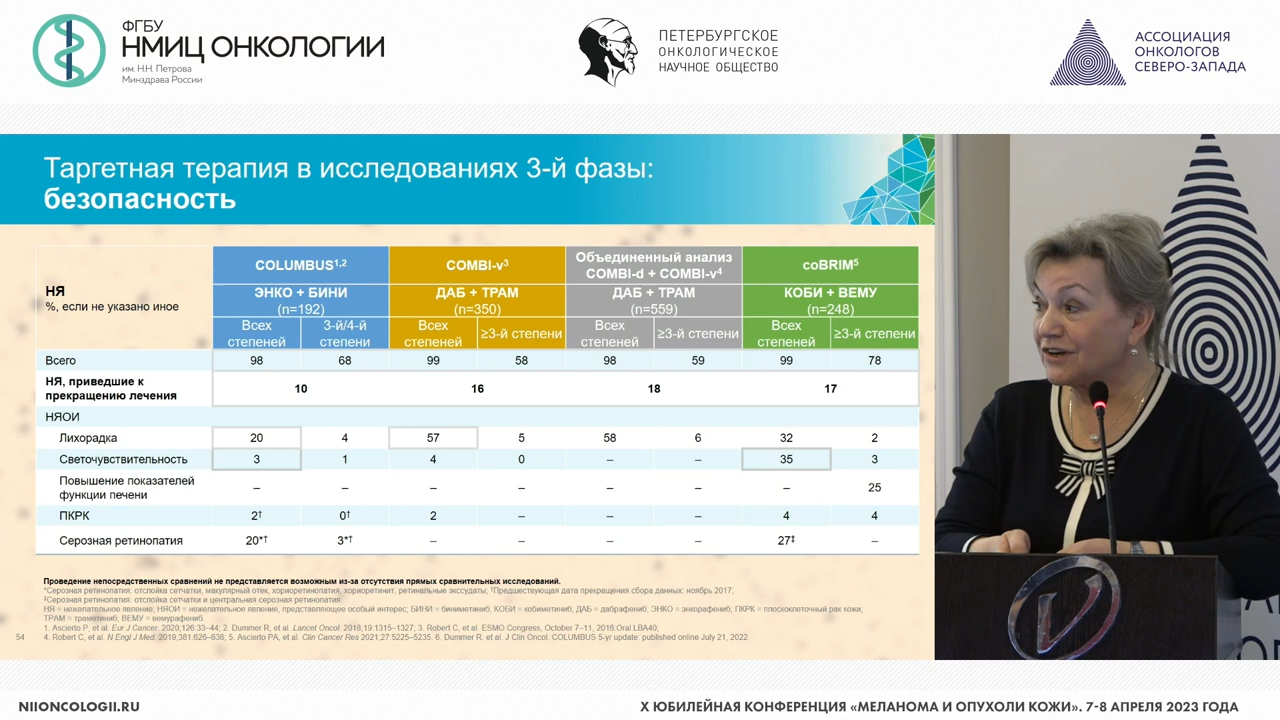 ФГБУ
НМИЦ ОНКОЛОГИИ
им. Н.Н. Петрова
Минздрава России
ПЕТЕРБУРГСКОЕ
ОНКОЛОГИЧЕСКОЕ
НАУЧНОЕ ОБЩЕСТВО
АССОЦИАЦИЯ
ОНКОЛОГОВ
СЕВЕРО-ЗАПАДА
Таргетная терапия в исследованиях 3-й фазы:
безопасность
НЯ
%, если не указано иное
COLUMBUS1,2 COMBI-v3 Объединенный анализ COMBI-d + COMBI-v4 coBRIM5
ЭНКО + БИНИ (n=192) ДАБ + ТРАМ (n=350) ДАБ + ТРАМ (n=559) КОБИ + ВЕМУ (n=248)
Всех степеней 3-й/4-й степени Всех степеней ≥3-й степени Всех степеней ≥3-й степени Всех степеней ≥3-й степени
Всего 98 68 99 58 98 59 99 78
НЯ, приведшие к прекращению лечения 10 16 18 17
НЯОИ
Лихорадка 20 4 57 5 58 6 32 2
Светочувствительность 3 1 4 0 – – 35 3
Повышение показателей функции печени – – – – – – – 25
ПКРК 2† 0† 2 – – – 4 4
Серозная ретинопатия 20*† 3*† – – – – 27‡ –
Проведение непосредственных сравнений не представляется возможным из-за отсутствия прямых сравнительных исследований.
*Серозная ретинопатия: отслойка сетчатки, макулярный отек, хориоретинопатия, хориоретинит, ретинальные экссудаты; †Предшествующая дата прекращения сбора данных: ноябрь 2017;
‡Серозная ретинопатия: отслойка сетчатки и центральная серозная ретинопатия.
НЯ = нежелательное явление; НЯОИ = нежелательное явление, представляющее особый интерес; БИНИ = биниметиниб; КОБИ = кобиметиниб; ДАБ = дабрафениб; ЭНКО = энкорафениб; ПКРК = плоскоклеточный рак кожи;
ТРАМ = траметиниб; ВЕМУ = вемурафениб
1. Ascierto P, et al. Eur J Cancer. 2020;126:33–44, 2. Dummer R, et al. Lancet Oncol. 2018;19:1315–1327; 3. Robert C, et al. ESMO Congress, October 7–11, 2016:Oral LBA40;
4. Robert C, et al. N Engl J Med. 2019;381:626–636; 5. Ascierto PA, et al. Clin Cancer Res 2021;27:5225–5235. 6. Dummer R. et al. J Clin Oncol. COLUMBUS 5-yr update. published online July 21, 2022
54
NIIONCOLOGII.RU
X ЮБИЛЕЙНАЯ КОНФЕРЕНЦИЯ «МЕЛАНОМА И ОПУХОЛИ КОЖИ». 7-8 АПРЕЛЯ 2023 ГОДА